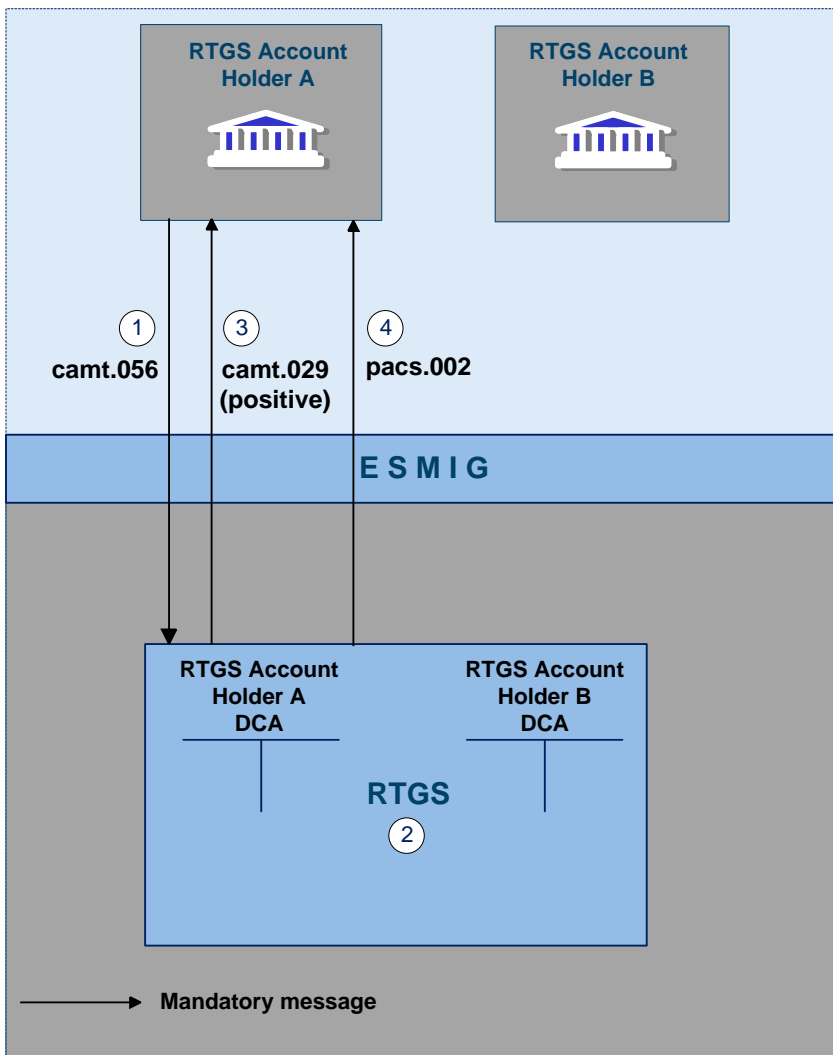 RTGS Account
Holder A
RTGS Account
Holder B
1
camt.056
3
camt.029
(positive)
4
pacs.002
E S M I G
RTGS Account
Holder A
DCA
RTGS Account
Holder B
DCA
RTGS
2
Mandatory message